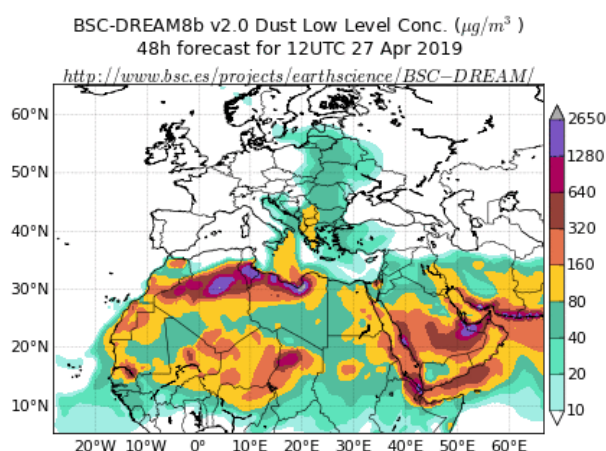 BSC-DREAM8b v2.0 Dust Low Level Conc. (μg/m³ )
48h forecast for 12UTC 27 Apr 2019
http://www.bsc.es/projects/earthscience/BSC−DREAM/
60°N
50°N
40°N
30°N
20°N
10°N
20°W 10°W 0° 10°E 20°E 30°E 40°E 50°E 60°E
2650
1280
640
320
160
80
40
20
10